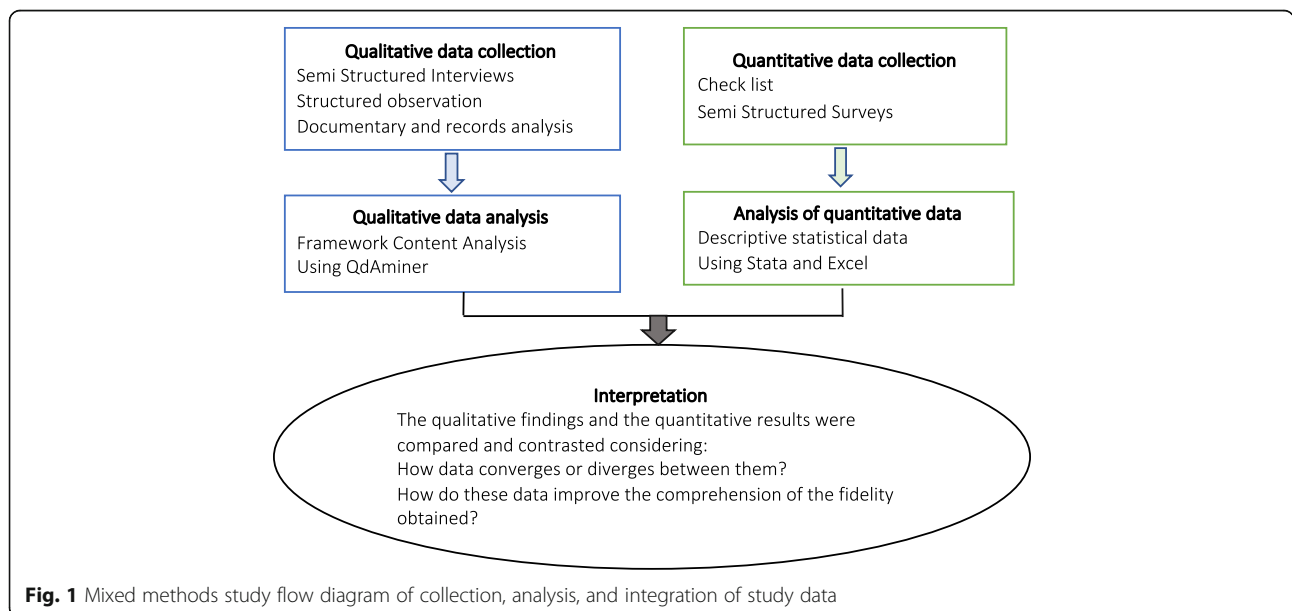 Qualitative data collection
Semi Structured Interviews
Structured observation
Documentary and records analysis
Quantitative data collection
Check list
Semi Structured Surveys
Qualitative data analysis
Framework Content Analysis
Using QdAminer
Analysis of quantitative data
Descriptive statistical data
Using Stata and Excel
Interpretation
The qualitative findings and the quantitative results were
compared and contrasted considering:
How data converges or diverges between them?
How do these data improve the comprehension of the fidelity
obtained?
Fig. 1 Mixed methods study flow diagram of collection, analysis, and integration of study data